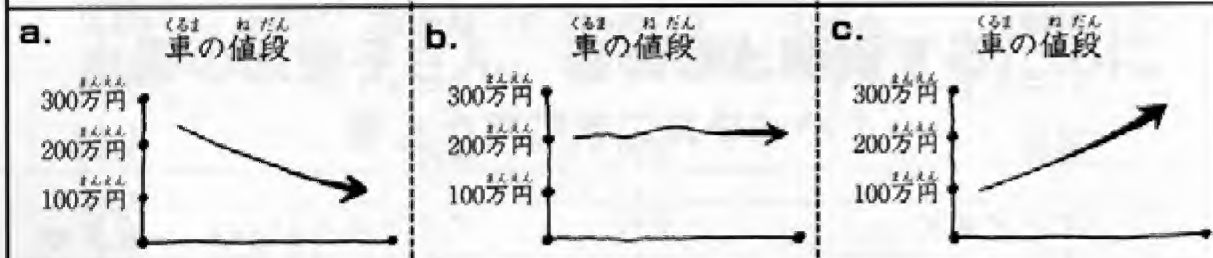 a.
くるま ね だん
車の値段
まんえん
300万円
まんえん
200万円
まんえん
100万円
b.
くるま ね だん
車の値段
まんえん
300万円
まんえん
200万円
まんえん
100万円
c.
くるま ね だん
車の値段
まんえん
300万円
まんえん
200万円
まんえん
100万円